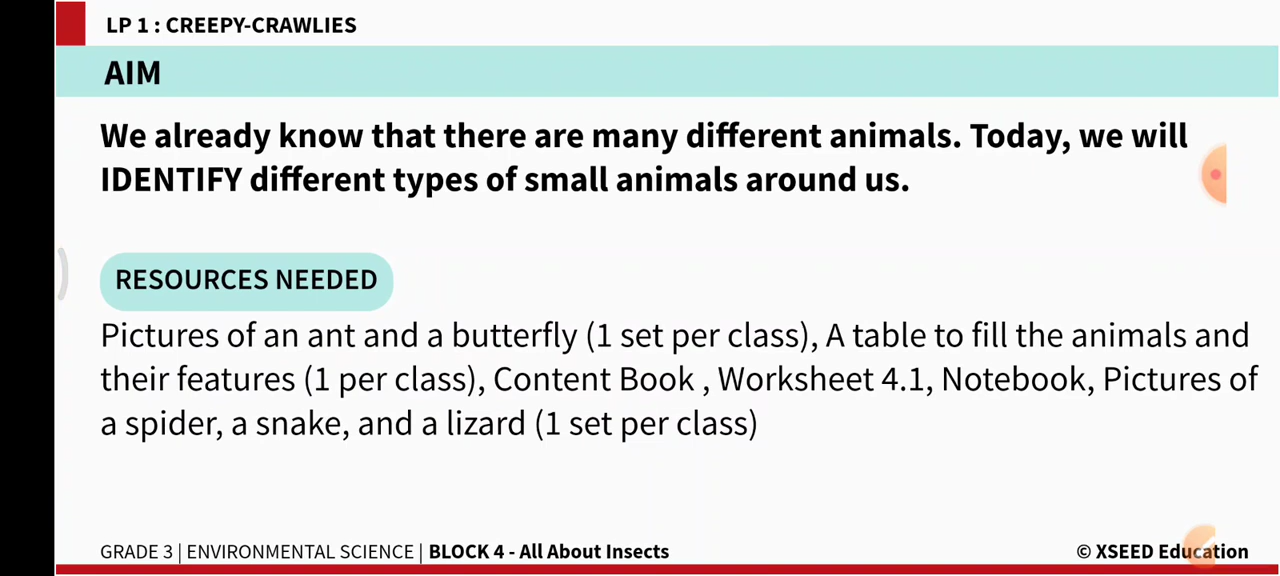 LP 1 : CREEPY-CRAWLIES
AIM
We already know that there are many different animals. Today, we will
IDENTIFY different types of small animals around us.
RESOURCES NEEDED
Pictures of an ant and a butterfly (1 set per class), A table to fill the animals and
their features (1 per class), Content Book , Worksheet 4.1, Notebook, Pictures of
a spider, a snake, and a lizard (1 set per class)
GRADE 3 | ENVIRONMENTAL SCIENCE | BLOCK 4 - All About Insects
© XSEED Education